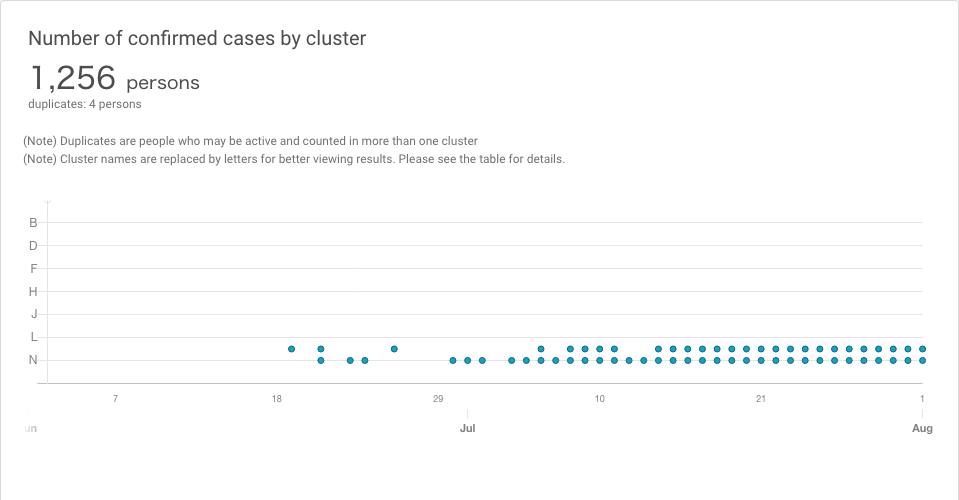 Number of confirmed cases by cluster
1,256 persons
duplicates: 4 persons
(Note) Duplicates are people who may be active and counted in more than one cluster
(Note) Cluster names are replaced by letters for better viewing results. Please see the table for details.
B
D
F
H
J
L
N
7 18 29 10 21 1
un Jul Aug